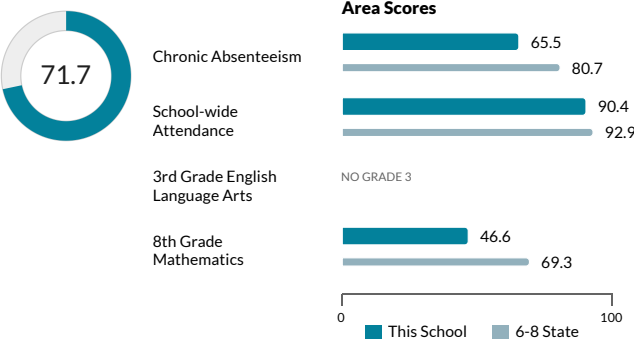 Area Scores
71.7
Chronic Absenteeism
65.5
80.7
School-wide
Attendance
90.4
92.9
3rd Grade English
Language Arts
NO GRADE 3
8th Grade
Mathematics
46.6
69.3
0
100
This School
6-8 State